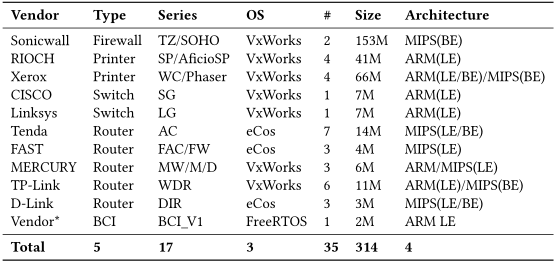 Vendor Type Series OS # Size Architecture
Sonicwall Firewall TZ/SOHO VxWorks 2 153M MIPS(BE)
RIOCH Printer SP/AficioSP VxWorks 4 41M ARM(LE)
Xerox Printer WC/Phaser VxWorks 4 66M ARM(LE/BE)/MIPS(BE)
CISCO Switch SG VxWorks 1 7M ARM(LE)
Linksys Switch LG VxWorks 1 7M ARM(LE)
Tenda Router AC eCos 7 14M MIPS(LE/BE)
FAST Router FAC/FW eCos 3 4M MIPS(LE)
MERCURY Router MW/M/D VxWorks 3 6M ARM/MIPS(LE)
TP-Link Router WDR VxWorks 6 11M ARM(LE)/MIPS(BE)
D-Link Router DIR eCos 3 3M MIPS(LE/BE)
Vendor* BCI BCI_V1 FreeRTOS 1 2M ARM LE
Total 5 17 3 35 314 4